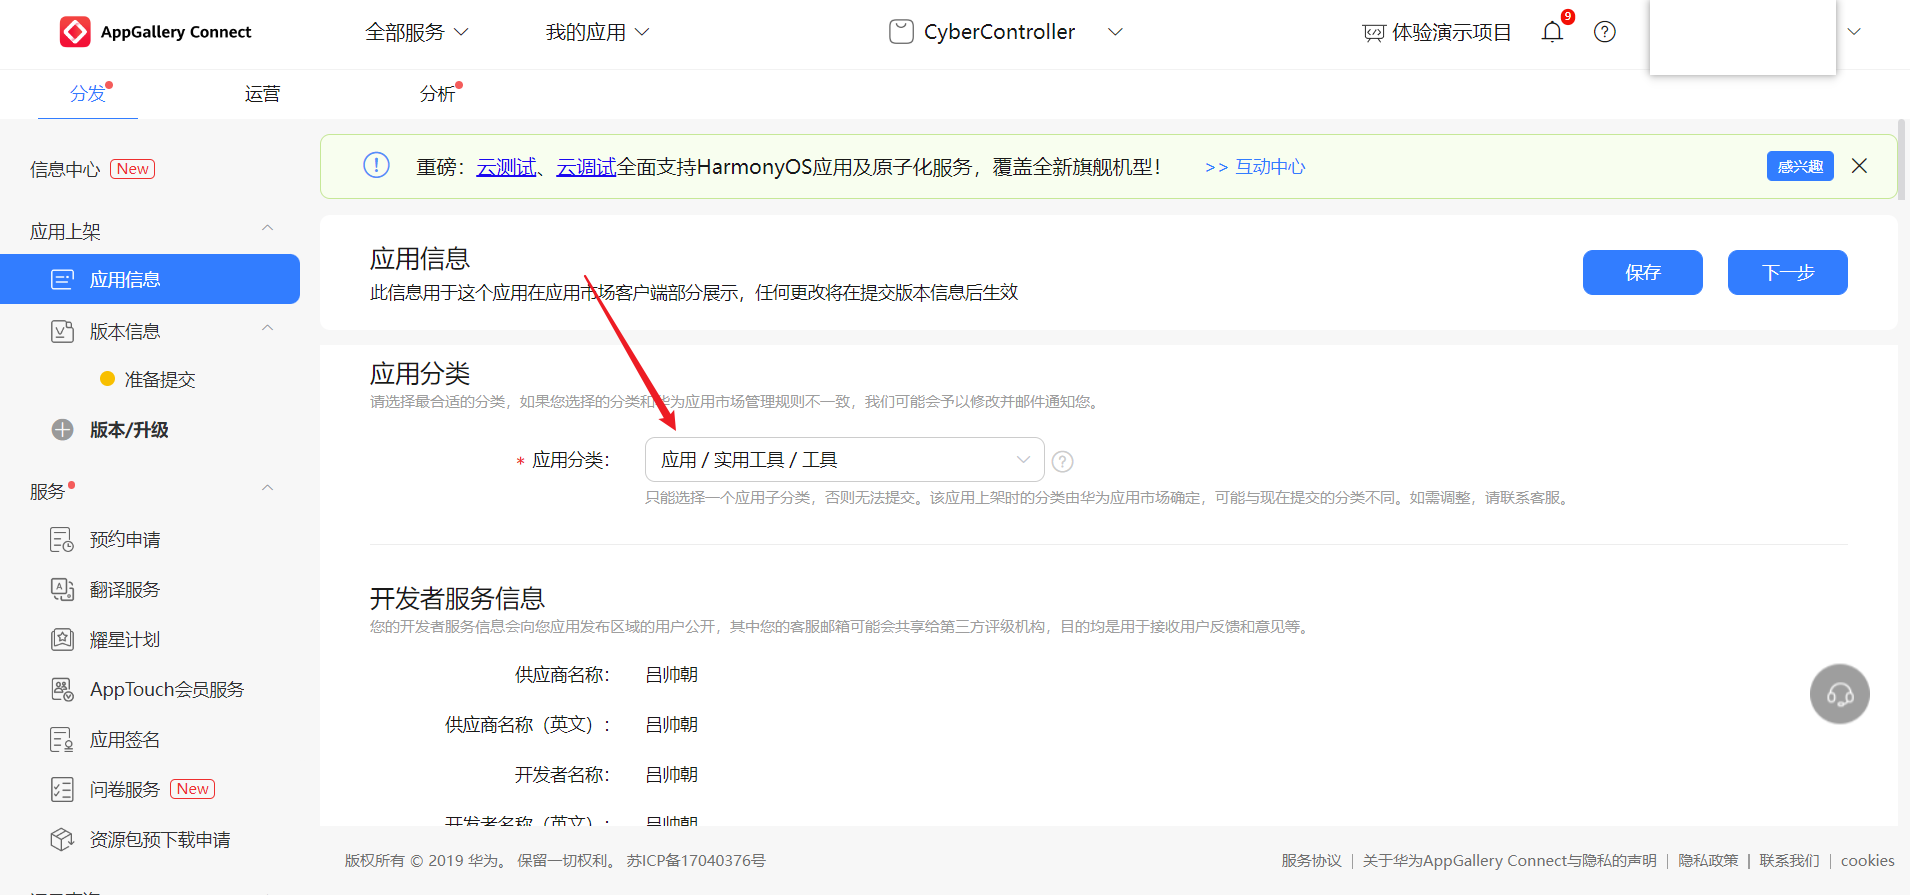 AppGallery Connect
全部服务
我的应用
CyberController
体验演示项目
9
分发
运营
分析
信息中心 New
应用上架
应用信息
版本信息
准备提交
版本/升级
服务
预约申请
翻译服务
耀星计划
AppTouch会员服务
应用签名
问卷服务 New
资源包预下载申请
重磅：云测试、云调试全面支持HarmonyOS应用及原子化服务，覆盖全新旗舰机型！ >> 互动中心
感兴趣
应用信息
此信息用于这个应用在应用市场客户端部分展示，任何更改将在提交版本信息后生效
保存
下一步
应用分类
请选择最合适的分类，如果您选择的分类和华为应用市场管理规则不一致，我们可能会予以修改并邮件通知您。
* 应用分类： 应用 / 实用工具 / 工具
只能选择一个应用子分类，否则无法提交。该应用上架时的分类由华为应用市场确定，可能与现在提交的分类不同。如需调整，请联系客服。
开发者服务信息
您的开发者服务信息会向您应用发布区域的用户公开，其中您的客服邮箱可能会共享给第三方评级机构，目的均是用于接收用户反馈和意见等。
供应商名称： 吕帅朝
供应商名称（英文）： 吕帅朝
开发者名称： 吕帅朝
开发者名称（英文）： 吕帅朝
版权所有 © 2019 华为。 保留一切权利。 苏ICP备17040376号
服务协议 | 关于华为AppGallery Connect与隐私的声明 | 隐私政策 | 联系我们 | cookies